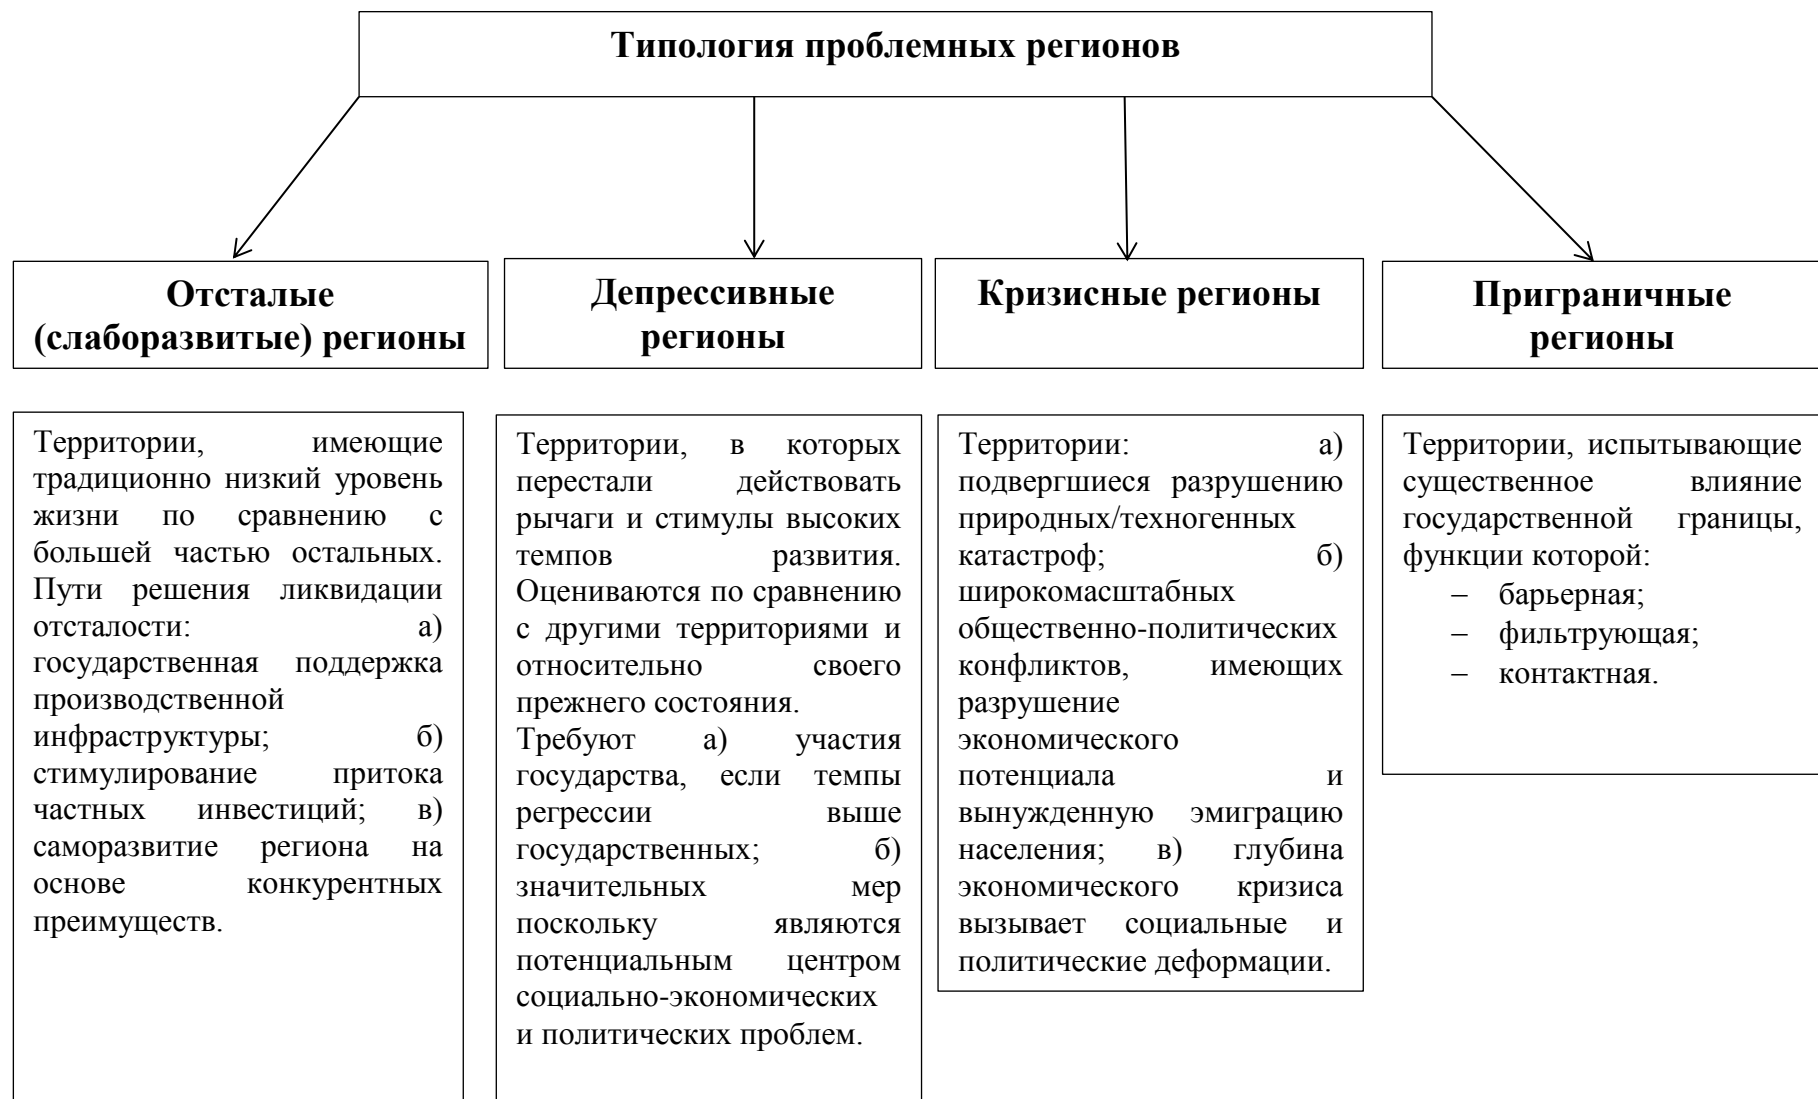 Типология проблемных регионов
Отсталые
(слаборазвитые) регионы
Депрессивные
регионы
Кризисные регионы
Приграничные
регионы
Территории, имеющие
традиционно низкий уровень
жизни по сравнению с
большей частью остальных.
Пути решения ликвидации
отсталости: а)
государственная поддержка
производственной
инфраструктуры; б)
стимулирование притока
частных инвестиций; в)
саморазвитие региона на
основе конкурентных
преимуществ.
Территории, в которых
перестали действовать
рычаги и стимулы высоких
темпов развития.
Оцениваются по сравнению
с другими территориями и
относительно своего
прежнего состояния.
Требуют а) участия
государства, если темпы
регрессии выше
государственных; б)
значительных мер
поскольку являются
потенциальным центром
социально-экономических
и политических проблем.
Территории: а)
подвергшиеся разрушению
природных/техногенных
катастроф; б)
широкомасштабных
общественно-политических
конфликтов, имеющих
разрушение
экономического
потенциала и
вынужденную эмиграцию
населения; в) глубина
экономического кризиса
вызывает социальные и
политические деформации.
Территории, испытывающие
существенное влияние
государственной границы,
функции которой:
– барьерная;
– фильтрующая;
– контактная.